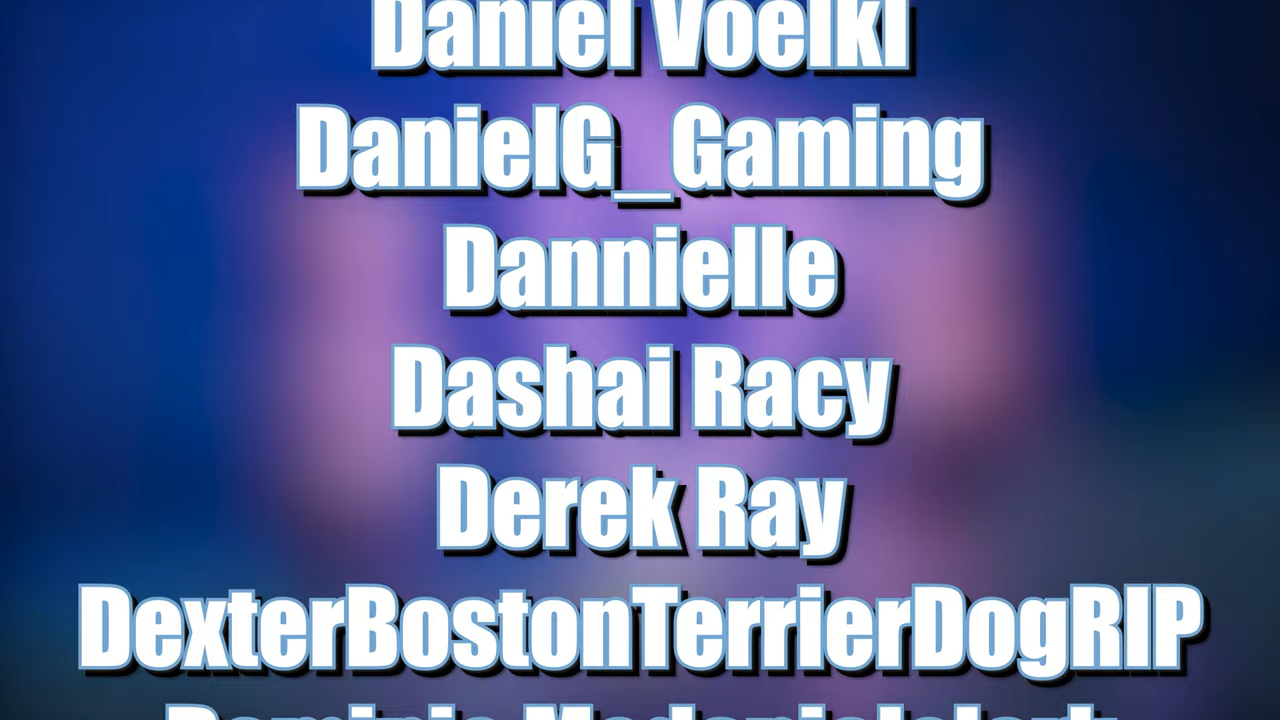 Daniel Voelkl
DanielG_Gaming
Dannielle
Dashai Racy
Derek Ray
DexterBostonTerrierDogRIP